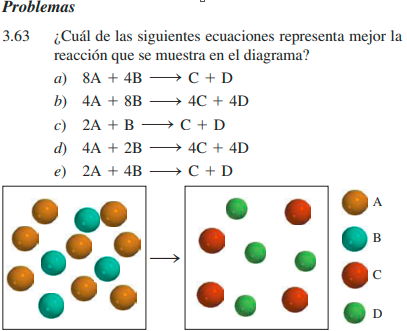 Problemas
3.63 ¿Cuál de las siguientes ecuaciones representa mejor la
reacción que se muestra en el diagrama?
a) 8A + 4B ⟶ C + D
b) 4A + 8B ⟶ 4C + 4D
c) 2A + B ⟶ C + D
d) 4A + 2B ⟶ 4C + 4D
e) 2A + 4B ⟶ C + D
A
B
C
D